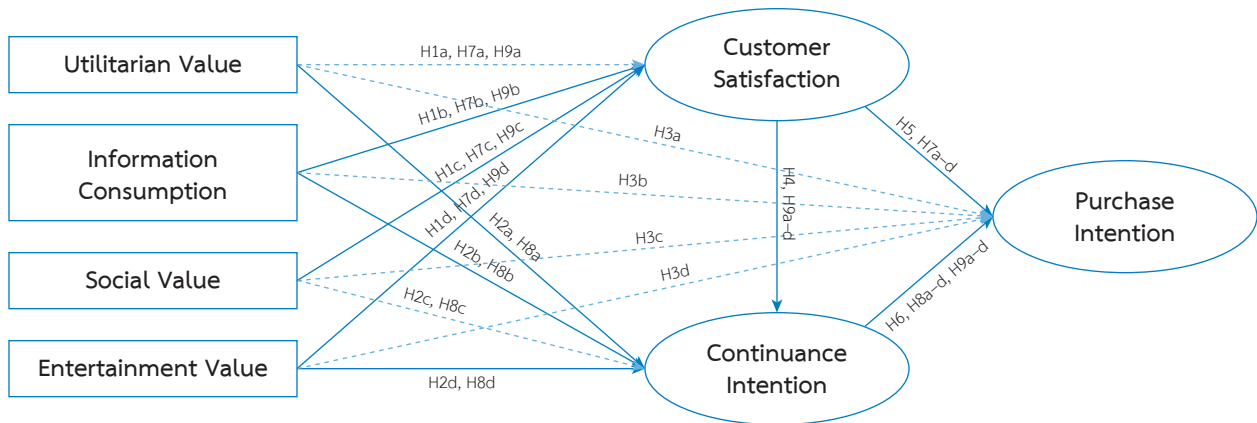 Utilitarian Value
Information
Consumption
Social Value
Entertainment Value
H1a, H7a, H9a
H1b, H7b, H9b
H1c, H7c, H9c
H1d, H7d, H9d
H2a, H8a
H2b, H8b
H2c, H8c
H2d, H8d
H3a
H3b
H3c
H3d
Customer
Satisfaction
H4, H9a-d
Continuance
Intention
H5, H7a-d
H6, H8a-d, H9a-d
Purchase
Intention